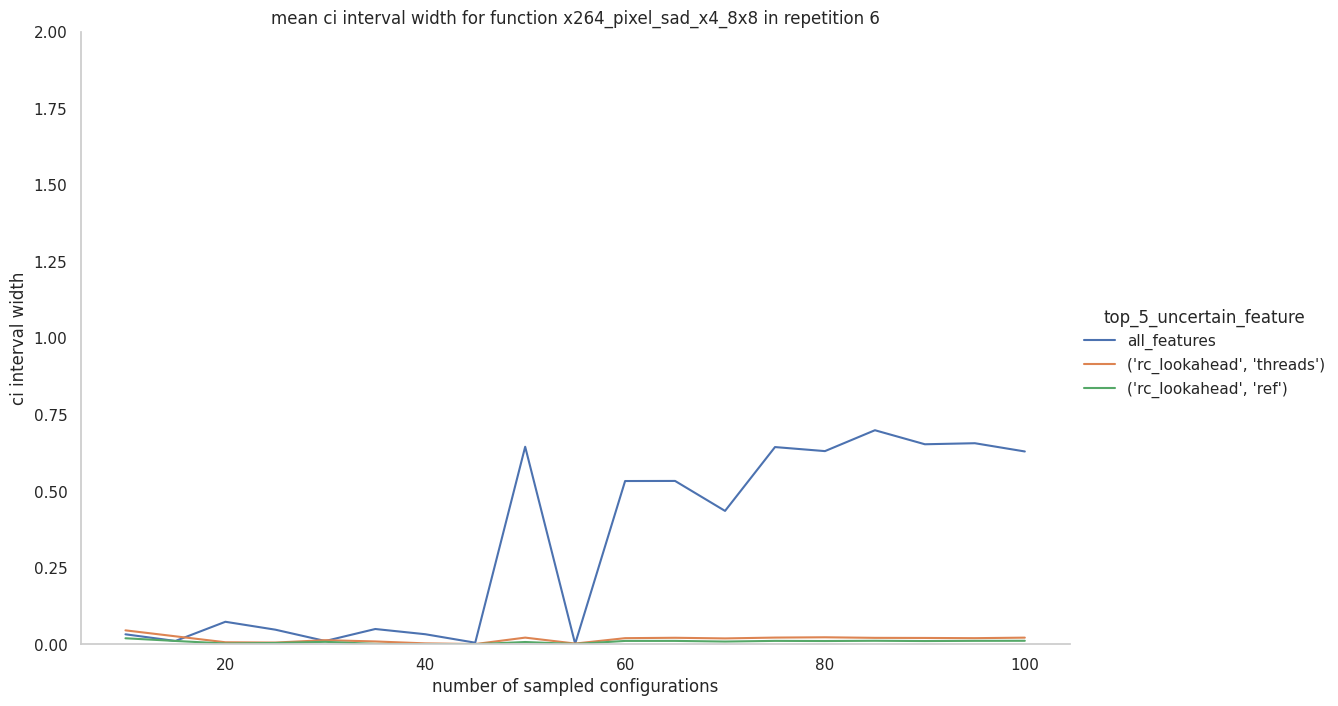 mean ci interval width for function x264_pixel_sad_x4_8x8 in repetition 6
2.00
1.75
1.50
1.25
1.00
0.75
0.50
0.25
0.00
ci interval width
20
40
60
80
100
number of sampled configurations
top_5_uncertain_feature
all_features
('rc_lookahead', 'threads')
('rc_lookahead', 'ref')